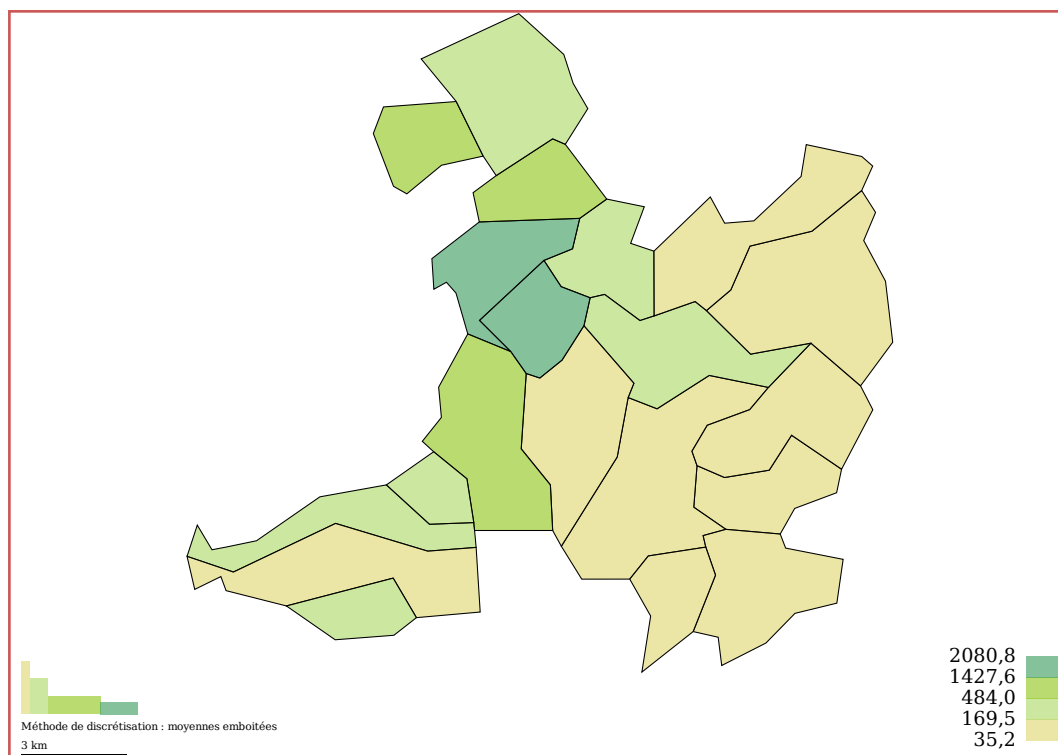 2080,8
1427,6
484,0
169,5
35,2
Méthode de discrétisation : moyennes emboitées
3 km